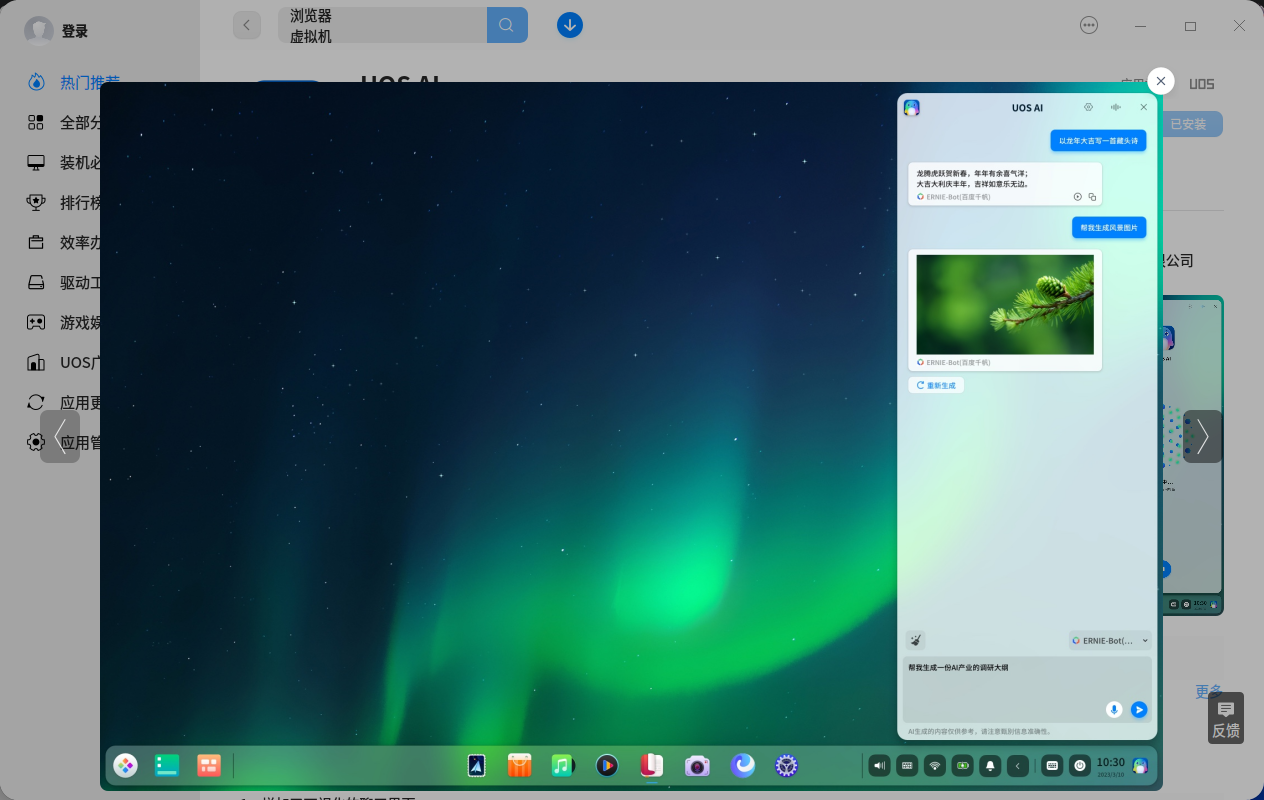 登录
浏览器
虚拟机
热门推荐
UOS AI
UOS
全部分
已安装
装机必
排行榜
效率办
限公司
驱动工
游戏娱
UOS广
应用更
应用管
UOS AI
以龙年大吉写一首藏头诗
龙腾虎跃贺新春，年年有余喜气洋；
大吉大利庆丰年，吉祥如意乐无边。
ERNIE-Bot(百度千帆)
帮我生成风景图片
ERNIE-Bot(百度千帆)
重新生成
ERNIE-Bot(...
帮我生成一份AI产业的调研大纲
AI生成的内容仅供参考，请注意甄别信息准确性。
更多
反馈
10:30
2023/3/10
10:30